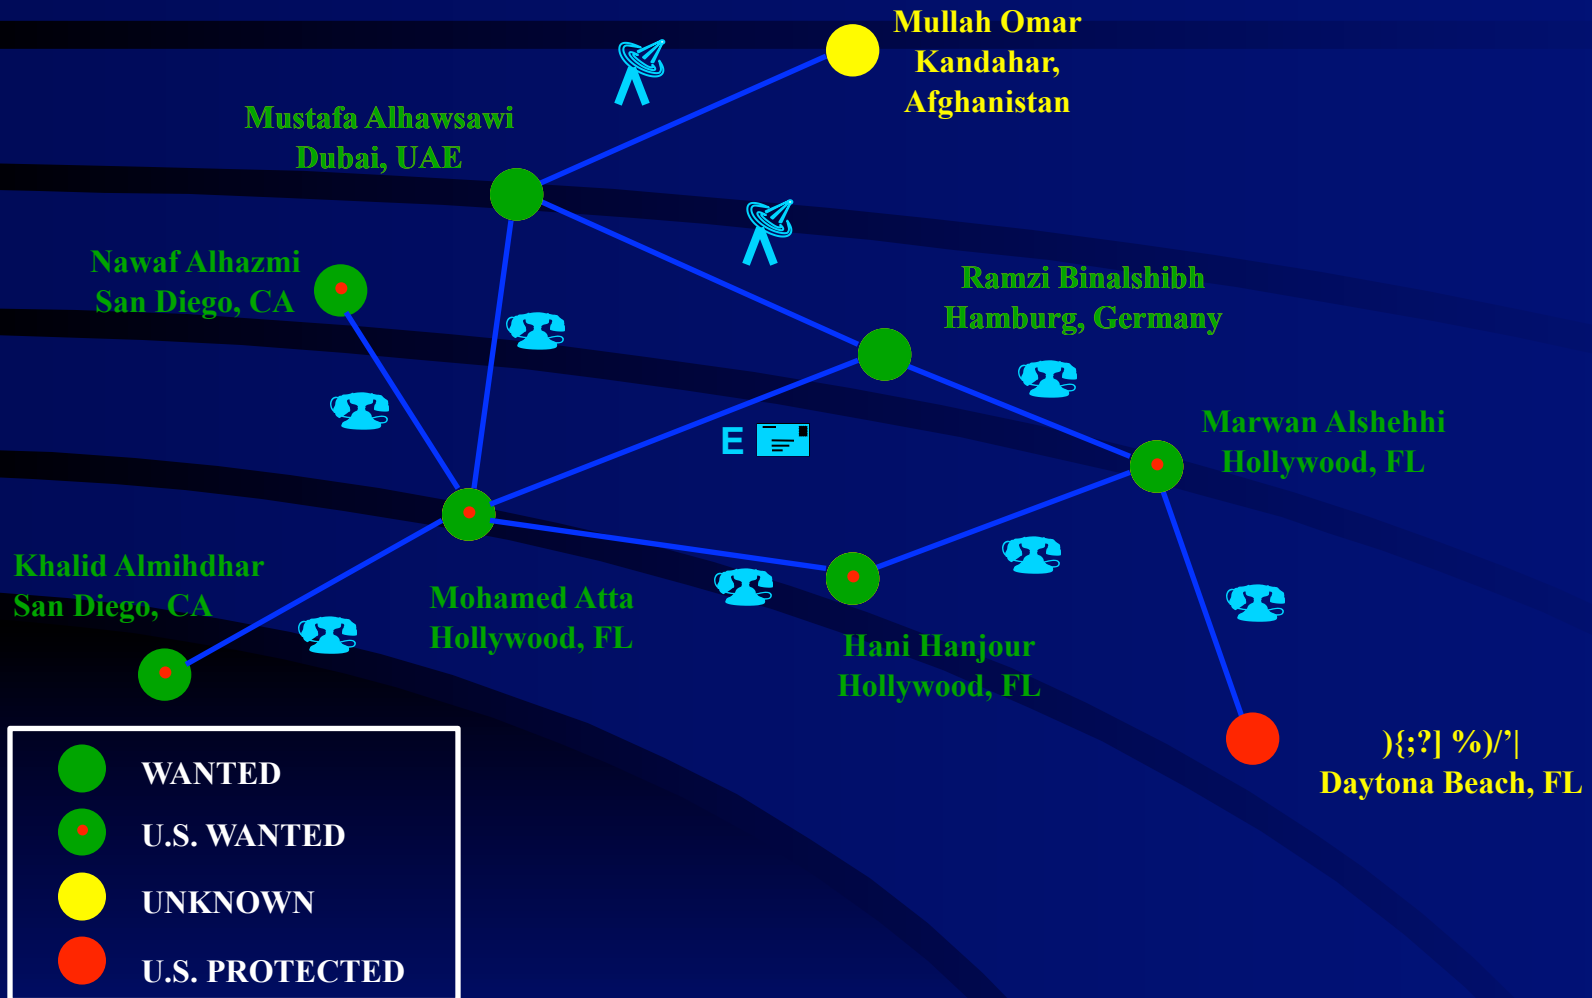 Mullah Omar
Kandahar,
Afghanistan
Mustafa Alhawsawi
Dubai, UAE
Nawaf Alhazmi
San Diego, CA
Ramzi Binalshibh
Hamburg, Germany
Marwan Alshehhi
Hollywood, FL
E
Khalid Almihdhar
San Diego, CA
Mohamed Atta
Hollywood, FL
Hani Hanjour
Hollywood, FL
){;?] %)/’|
Daytona Beach, FL
WANTED
U.S. WANTED
UNKNOWN
U.S. PROTECTED